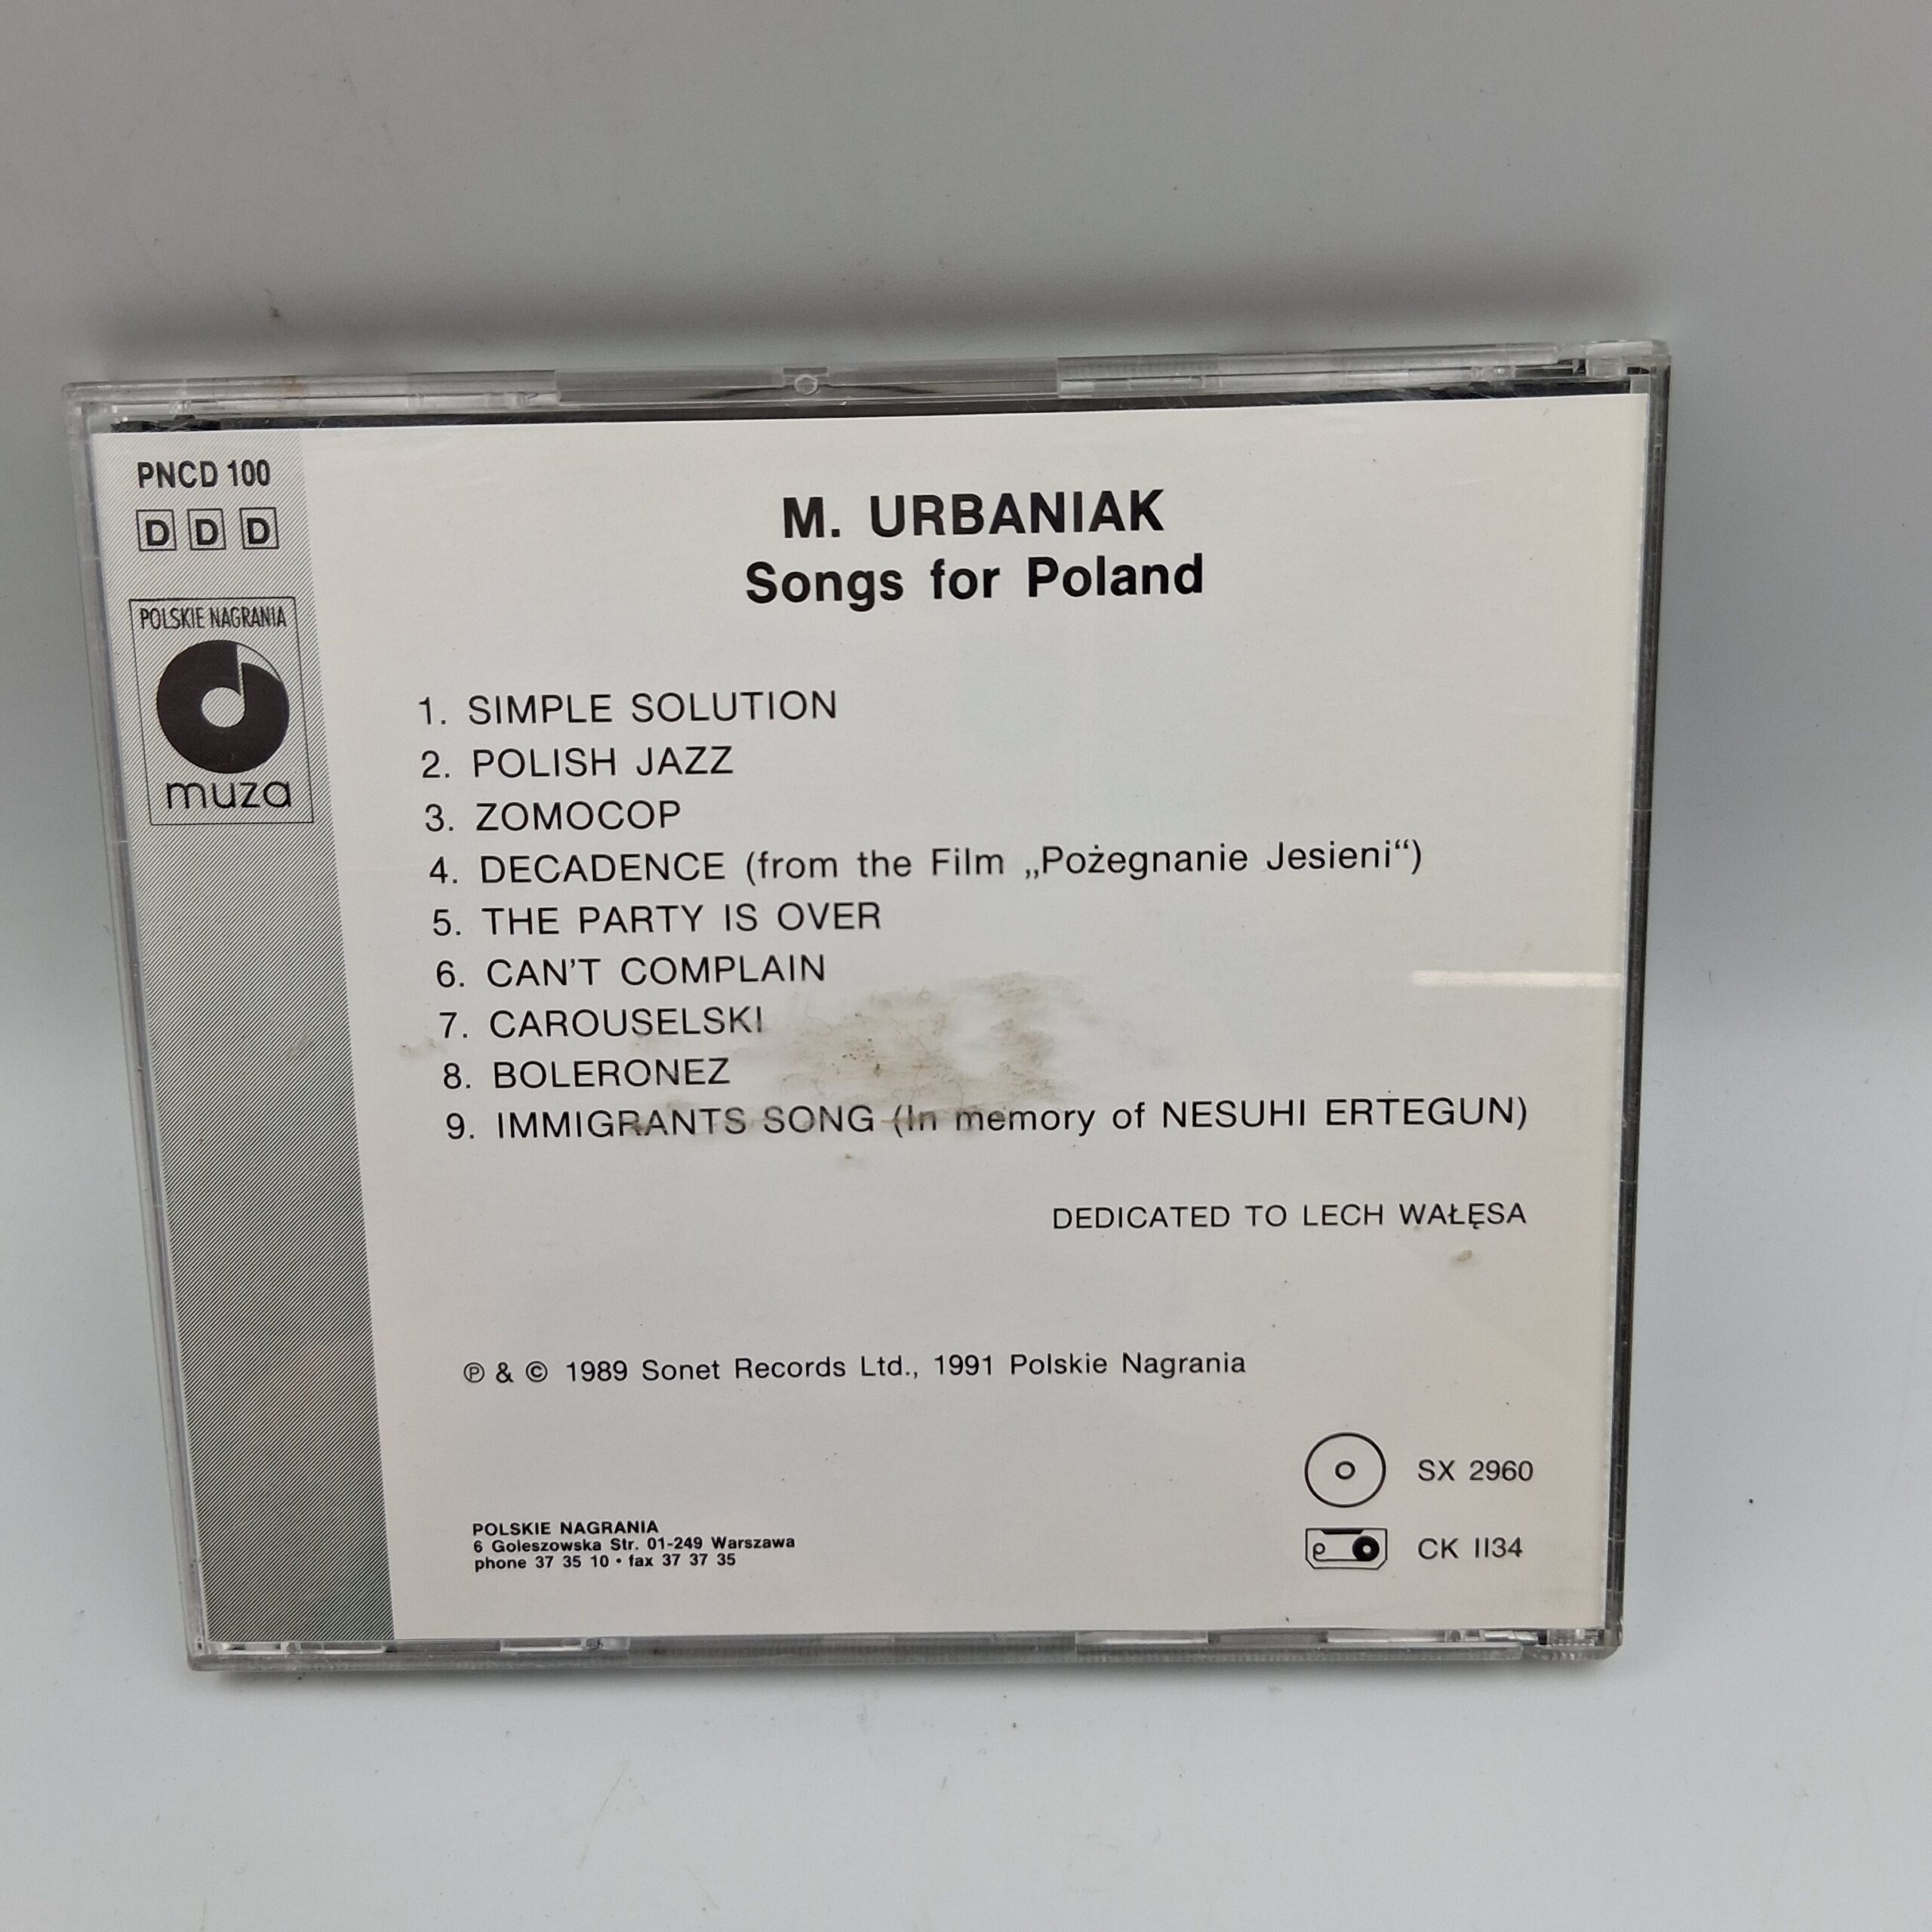 PNCD 100
D D D
POLSKIE NAGRANIA
muza
M. URBANIAK
Songs for Poland
1. SIMPLE SOLUTION
2. POLISH JAZZ
3. ZOMOCOP
4. DECADENCE (from the Film „Pożegnanie Jesieni“)
5. THE PARTY IS OVER
6. CAN'T COMPLAIN
7. CAROUSELSKI
8. BOLERONEZ
9. IMMIGRANTS SONG (In memory of NESUHI ERTEGUN)
DEDICATED TO LECH WAŁĘSA
℗ & © 1989 Sonet Records Ltd., 1991 Polskie Nagrania
SX 2960
CK II34
POLSKIE NAGRANIA
6 Goleszowska Str. 01-249 Warszawa
phone 37 35 10 • fax 37 37 35